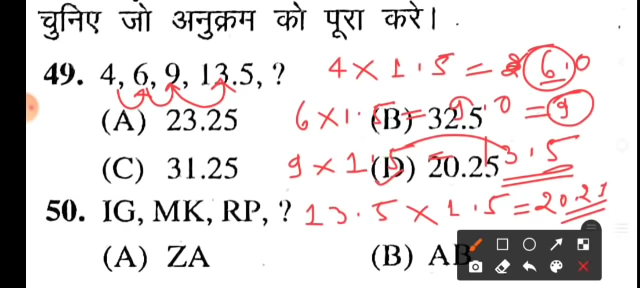 चुनिए जो अनुक्रम को पूरा करे।
49. 4, 6, 9, 13.5, ? 4 × 1.5 = 6.0
(A) 23.25 (B) 32.5 6 × 1.5 = 9.0 = 9
(C) 31.25 (D) 20.25 9 × 1.5 = 13.5
50. IG, MK, RP, ? 13.5 × 1.5 = 20.25
(A) ZA (B) AB